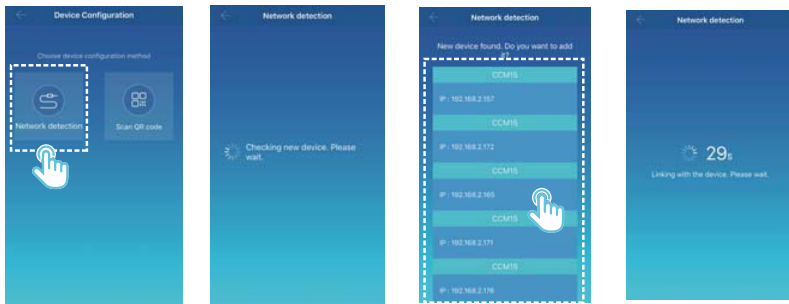 Device Configuration
Choose device configuration method
Network detection
Scan QR code
Network detection
Checking new device. Please
wait.
Network detection
New device found. Do you want to add
it?
CCM15
IP : 192.168.2.157
CCM15
IP : 192.168.2.172
CCM15
IP : 192.168.2.165
CCM15
IP : 192.168.2.171
CCM15
IP : 192.168.2.176
Network detection
29s
Linking with the device. Please wait.